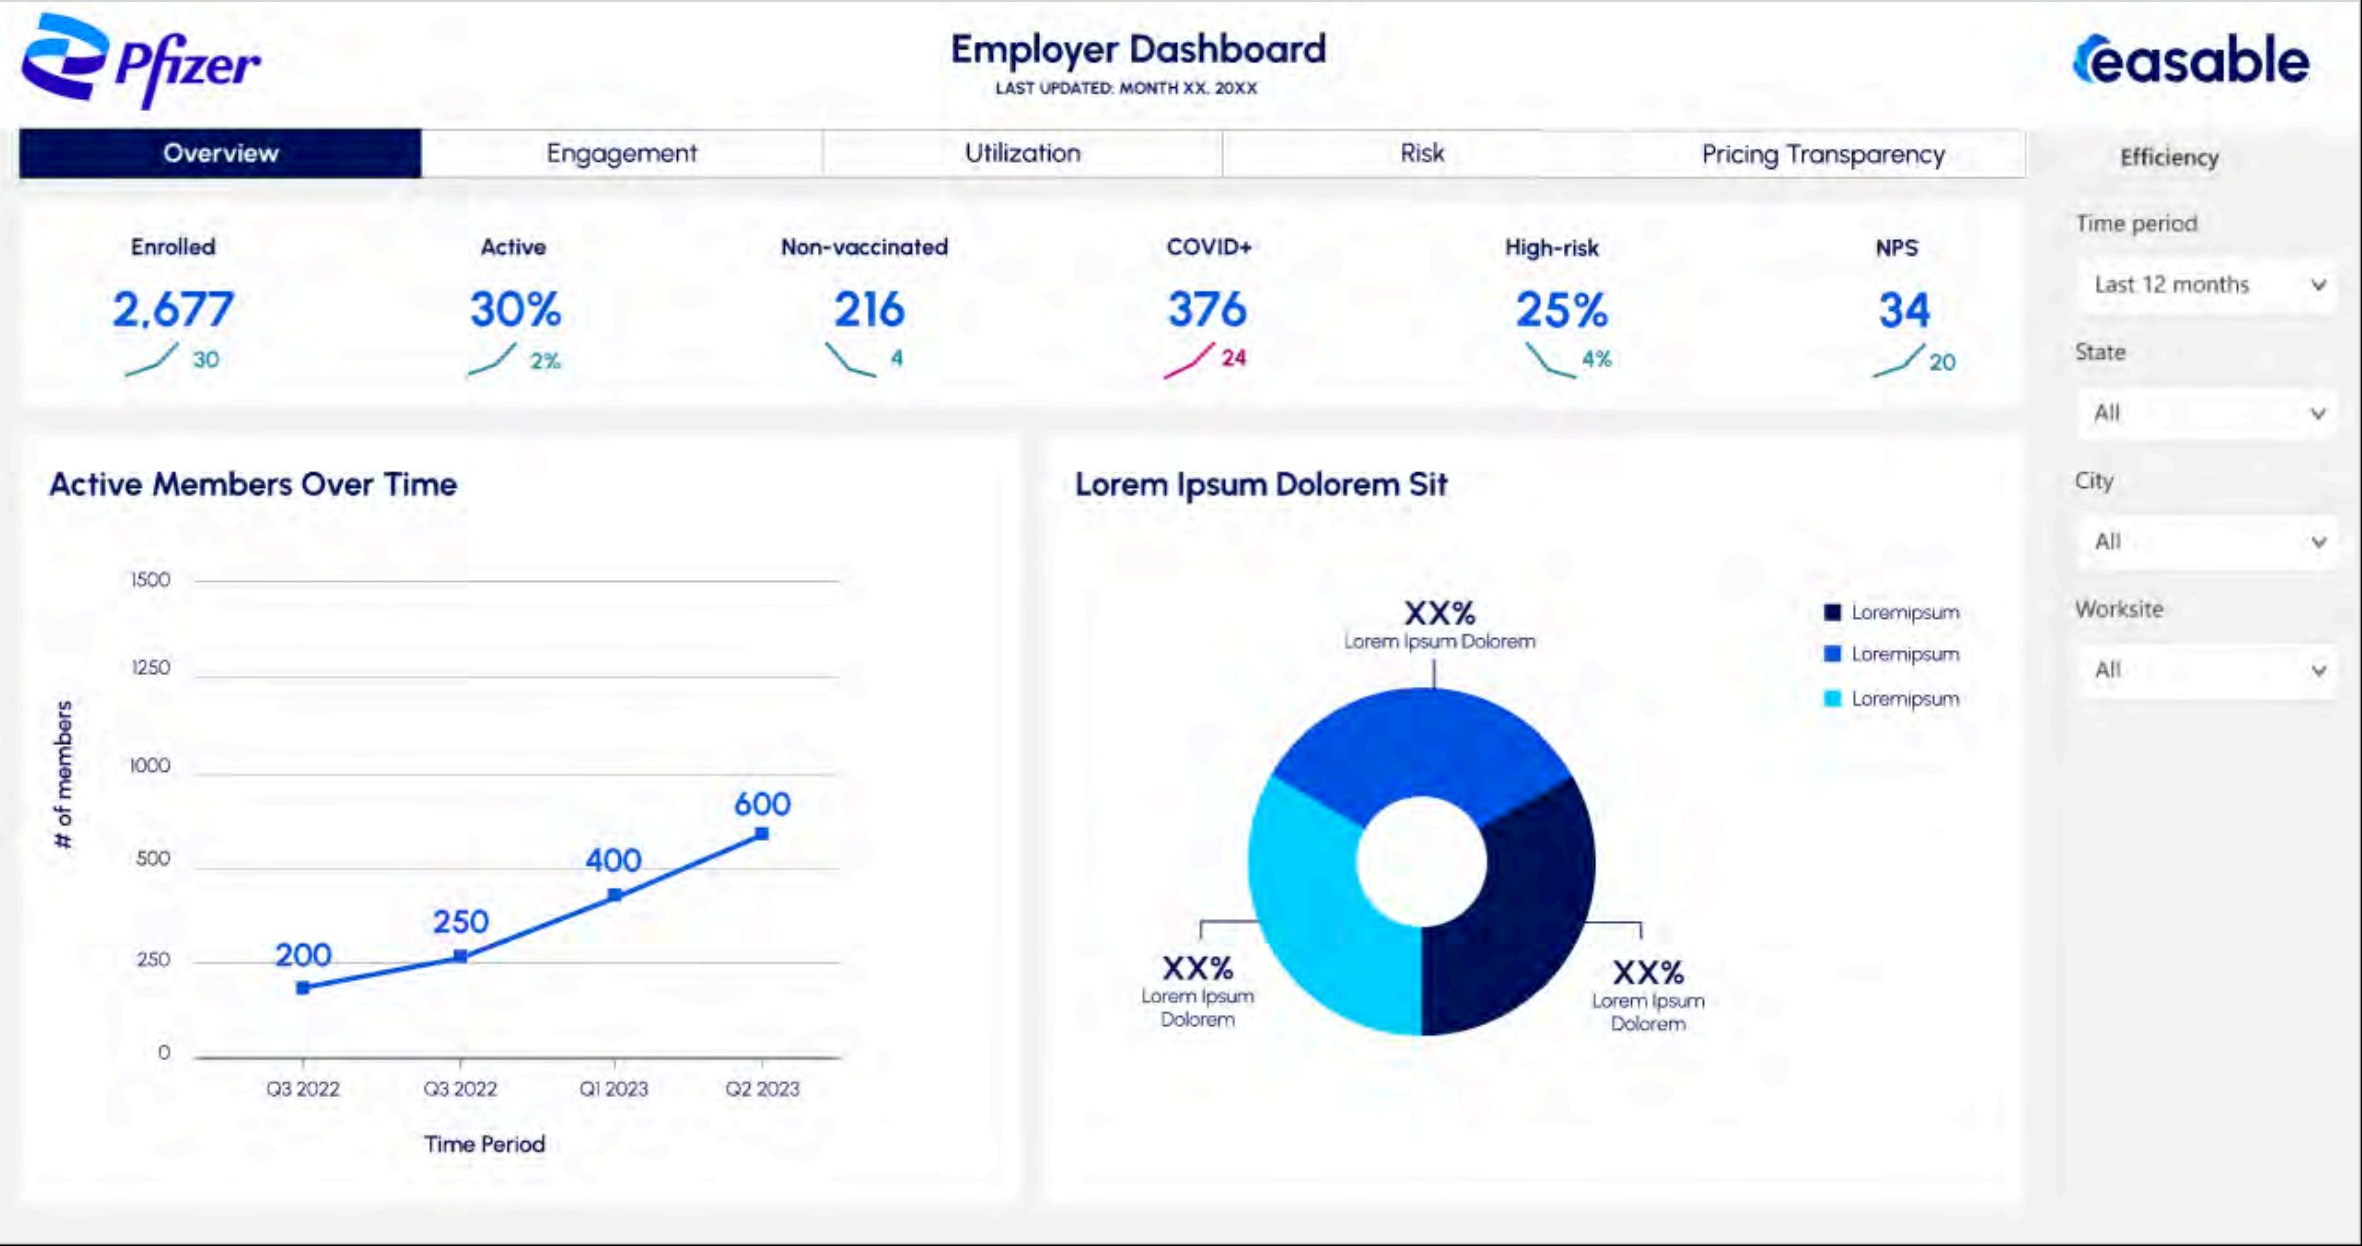 Pfizer
Employer Dashboard
LAST UPDATED: MONTH XX. 20XX
easable
Overview
Engagement
Utilization
Risk
Pricing Transparency
Efficiency
Enrolled
2,677
30
Active
30%
2%
Non-vaccinated
216
4
COVID+
376
24
High-risk
25%
4%
NPS
34
20
Time period
Last 12 months
State
All
City
All
Worksite
All
Active Members Over Time
# of members
1500
1250
1000
500
250
0
200
250
400
600
Q3 2022
Q3 2022
Q1 2023
Q2 2023
Time Period
Lorem Ipsum Dolorem Sit
XX%
Lorem Ipsum Dolorem
XX%
Lorem Ipsum
Dolorem
XX%
Lorem Ipsum
Dolorem
Loremipsum
Loremipsum
Loremipsum